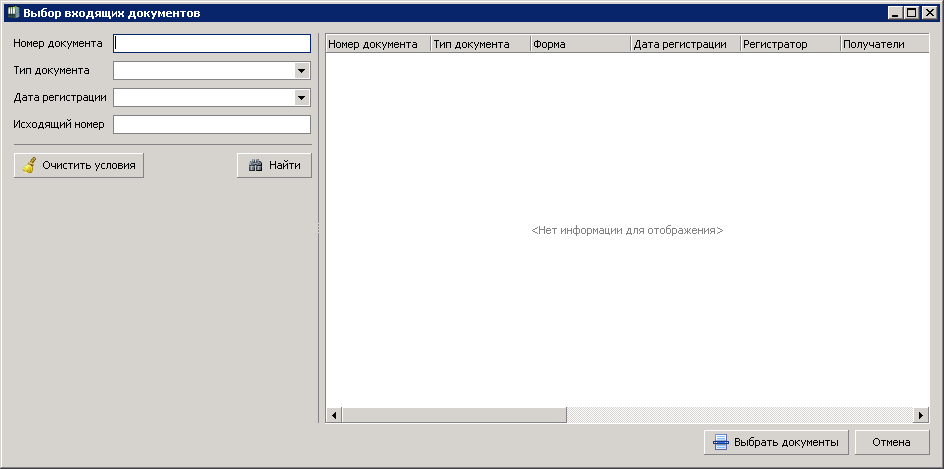 Выбор входящих документов
Номер документа
Тип документа
Дата регистрации
Исходящий номер
Очистить условия
Найти
Номер документа Тип документа Форма Дата регистрации Регистратор Получатели
<Нет информации для отображения>
Выбрать документы Отмена